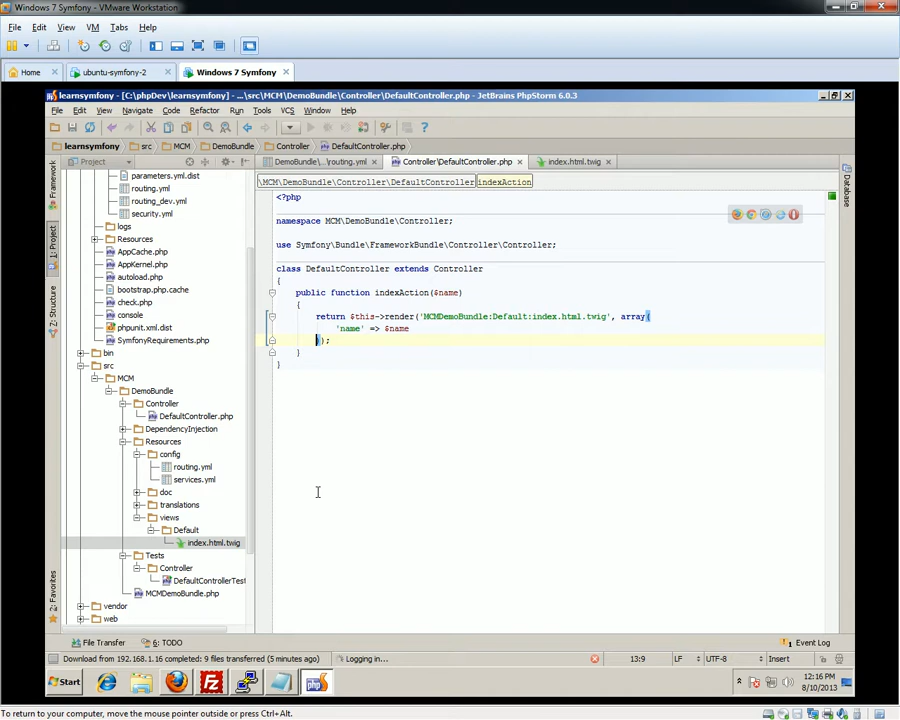 Windows 7 Symfony - VMware Workstation
File Edit View VM Tabs Help
Home ubuntu-symfony-2 Windows 7 Symfony
learnsymfony - [C:\phpDev\learnsymfony] - ...\src\MCM\DemoBundle\Controller\DefaultController.php - JetBrains PhpStorm 6.0.3
File Edit View Navigate Code Refactor Run Tools VCS Window Help
learnsymfony src MCM DemoBundle Controller DefaultController.php
Project
DemoBundle\...\routing.yml Controller\DefaultController.php index.html.twig
\MCM\DemoBundle\Controller\DefaultController indexAction
Framework
1: Project
7: Structure
2: Favorites
Database
parameters.yml.dist
routing.yml
routing_dev.yml
security.yml
logs
Resources
AppCache.php
AppKernel.php
autoload.php
bootstrap.php.cache
check.php
console
phpunit.xml.dist
SymfonyRequirements.php
bin
src
MCM
DemoBundle
Controller
DefaultController.php
DependencyInjection
Resources
config
routing.yml
services.yml
doc
translations
views
Default
index.html.twig
Tests
Controller
DefaultControllerTest
MCMDemoBundle.php
vendor
web
<?php
namespace MCM\DemoBundle\Controller;
use Symfony\Bundle\FrameworkBundle\Controller\Controller;
class DefaultController extends Controller
{
public function indexAction($name)
{
return $this->render('MCMDemoBundle:Default:index.html.twig', array(
'name' => $name
));
}
}
File Transfer 6: TODO 1 Event Log
Download from 192.168.1.16 completed: 9 files transferred (5 minutes ago) Logging in... 13:9 LF UTF-8 Insert
Start 12:16 PM
8/10/2013
To return to your computer, move the mouse pointer outside or press Ctrl+Alt.